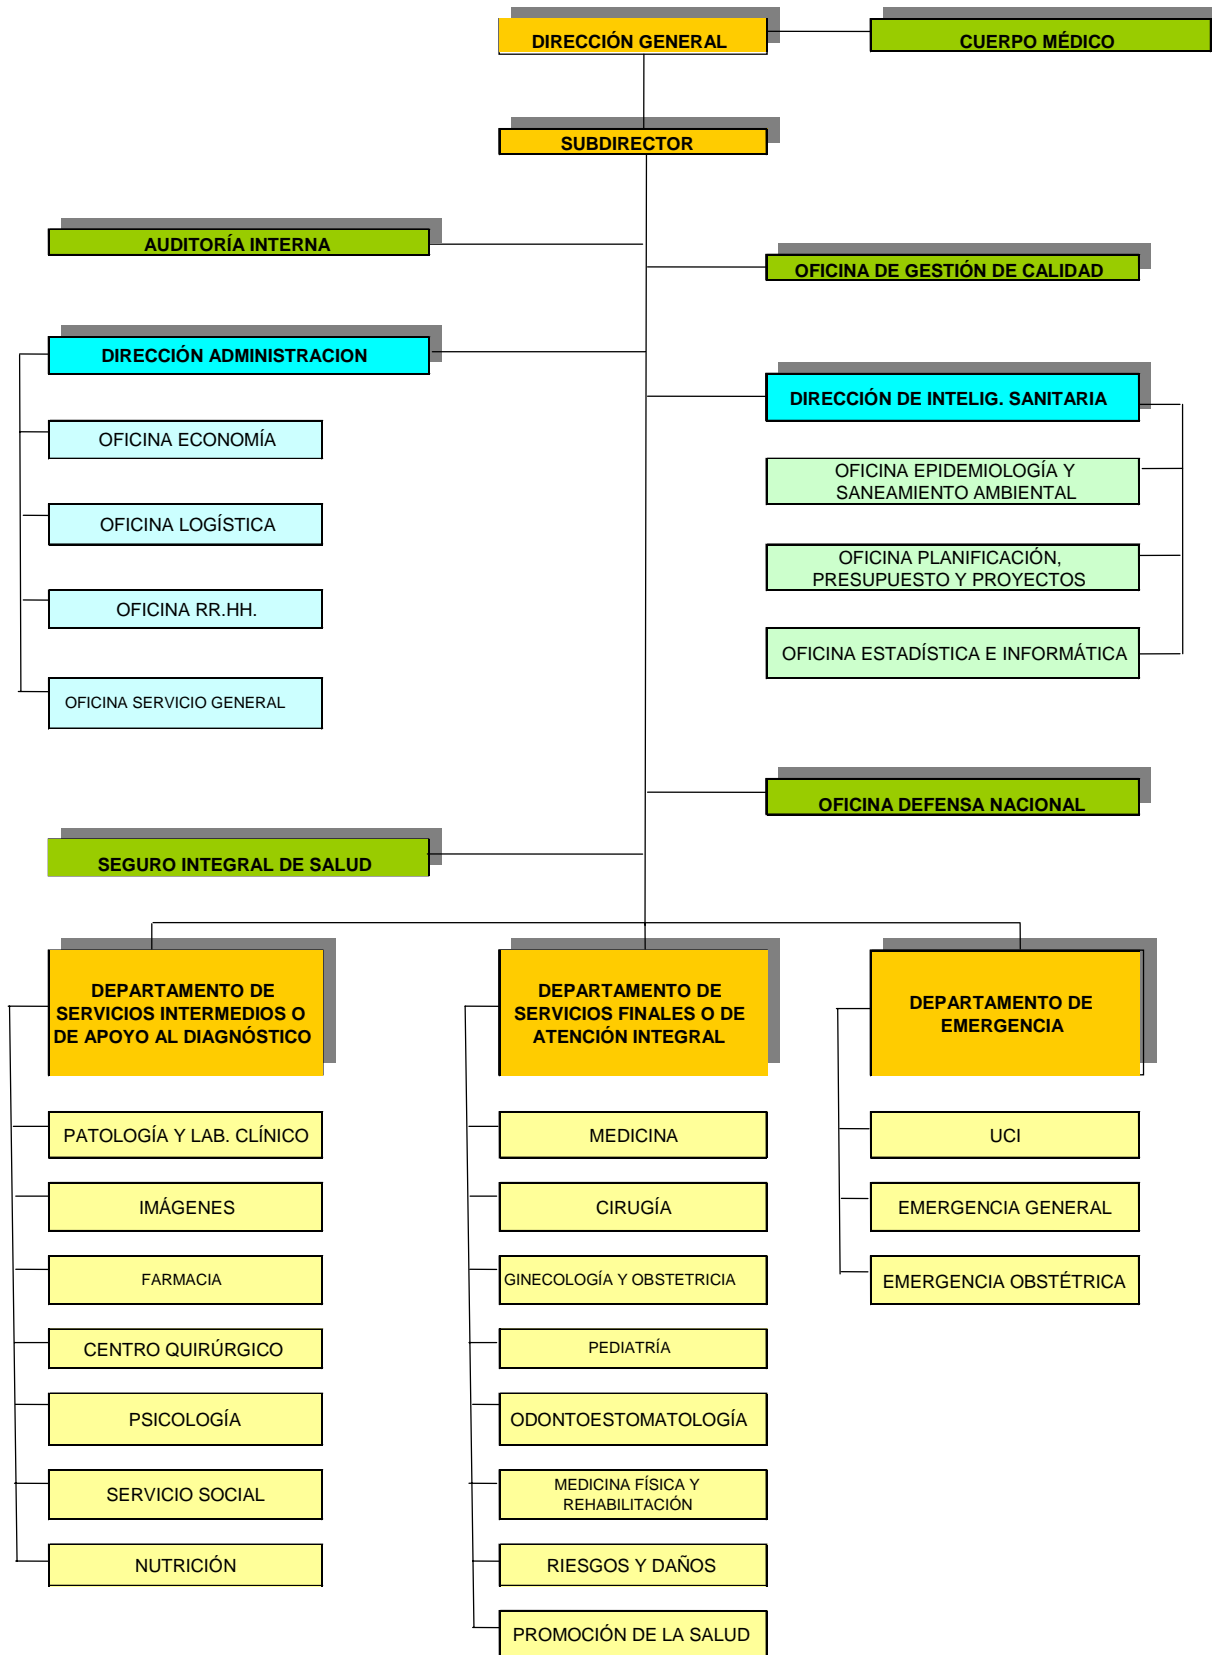 DIRECCIÓN GENERAL
CUERPO MÉDICO
SUBDIRECTOR
AUDITORÍA INTERNA
OFICINA DE GESTIÓN DE CALIDAD
DIRECCIÓN ADMINISTRACION
DIRECCIÓN DE INTELIG. SANITARIA
OFICINA ECONOMÍA
OFICINA LOGÍSTICA
OFICINA RR.HH.
OFICINA SERVICIO GENERAL
OFICINA EPIDEMIOLOGÍA Y
SANEAMIENTO AMBIENTAL
OFICINA PLANIFICACIÓN,
PRESUPUESTO Y PROYECTOS
OFICINA ESTADÍSTICA E INFORMÁTICA
OFICINA DEFENSA NACIONAL
SEGURO INTEGRAL DE SALUD
DEPARTAMENTO DE
SERVICIOS INTERMEDIOS O
DE APOYO AL DIAGNÓSTICO
PATOLOGÍA Y LAB. CLÍNICO
IMÁGENES
FARMACIA
CENTRO QUIRÚRGICO
PSICOLOGÍA
SERVICIO SOCIAL
NUTRICIÓN
DEPARTAMENTO DE
SERVICIOS FINALES O DE
ATENCIÓN INTEGRAL
MEDICINA
CIRUGÍA
GINECOLOGÍA Y OBSTETRICIA
PEDIATRÍA
ODONTOESTOMATOLOGÍA
MEDICINA FÍSICA Y
REHABILITACIÓN
RIESGOS Y DAÑOS
PROMOCIÓN DE LA SALUD
DEPARTAMENTO DE
EMERGENCIA
UCI
EMERGENCIA GENERAL
EMERGENCIA OBSTÉTRICA